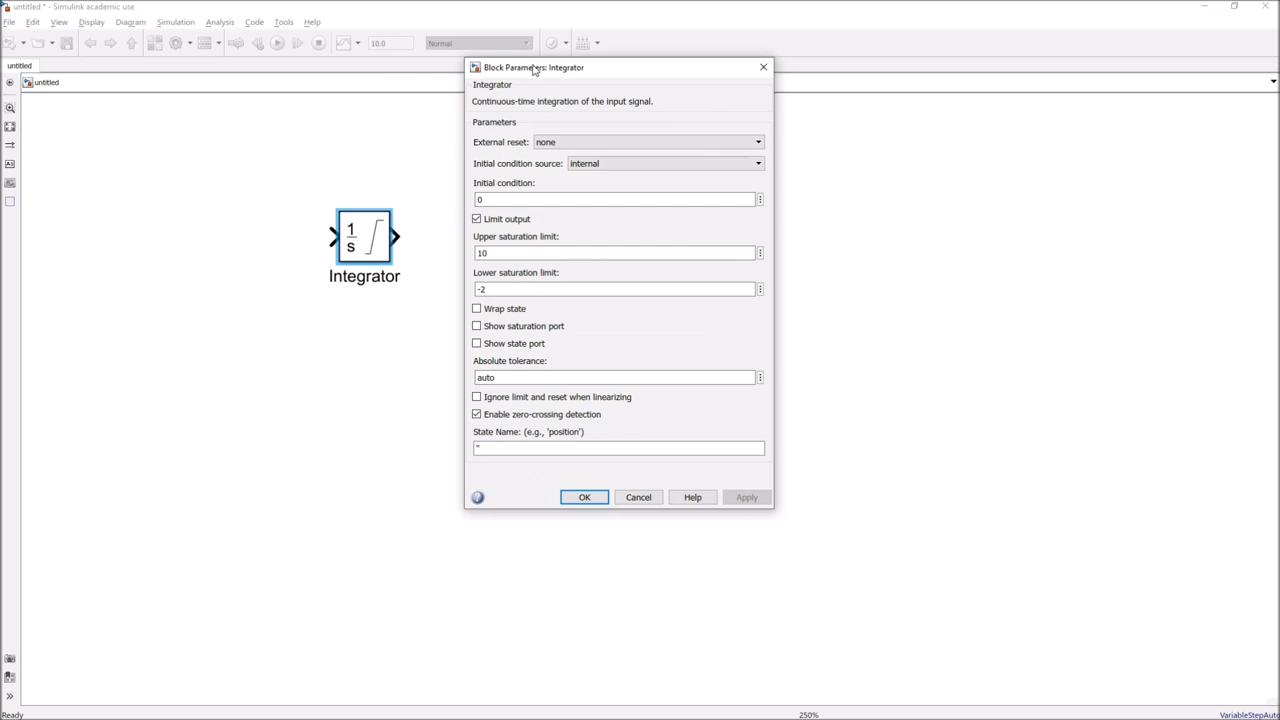 untitled * - Simulink academic use
File Edit View Display Diagram Simulation Analysis Code Tools Help
10.0 Normal
untitled
untitled
Block Parameters: Integrator
Integrator
Continuous-time integration of the input signal.
Parameters
External reset: none
Initial condition source: internal
Initial condition:
0
Limit output
Upper saturation limit:
10
Lower saturation limit:
-2
Wrap state
Show saturation port
Show state port
Absolute tolerance:
auto
Ignore limit and reset when linearizing
Enable zero-crossing detection
State Name: (e.g., 'position')
''
OK Cancel Help Apply
1
s
Integrator
Ready 250% VariableStepAuto